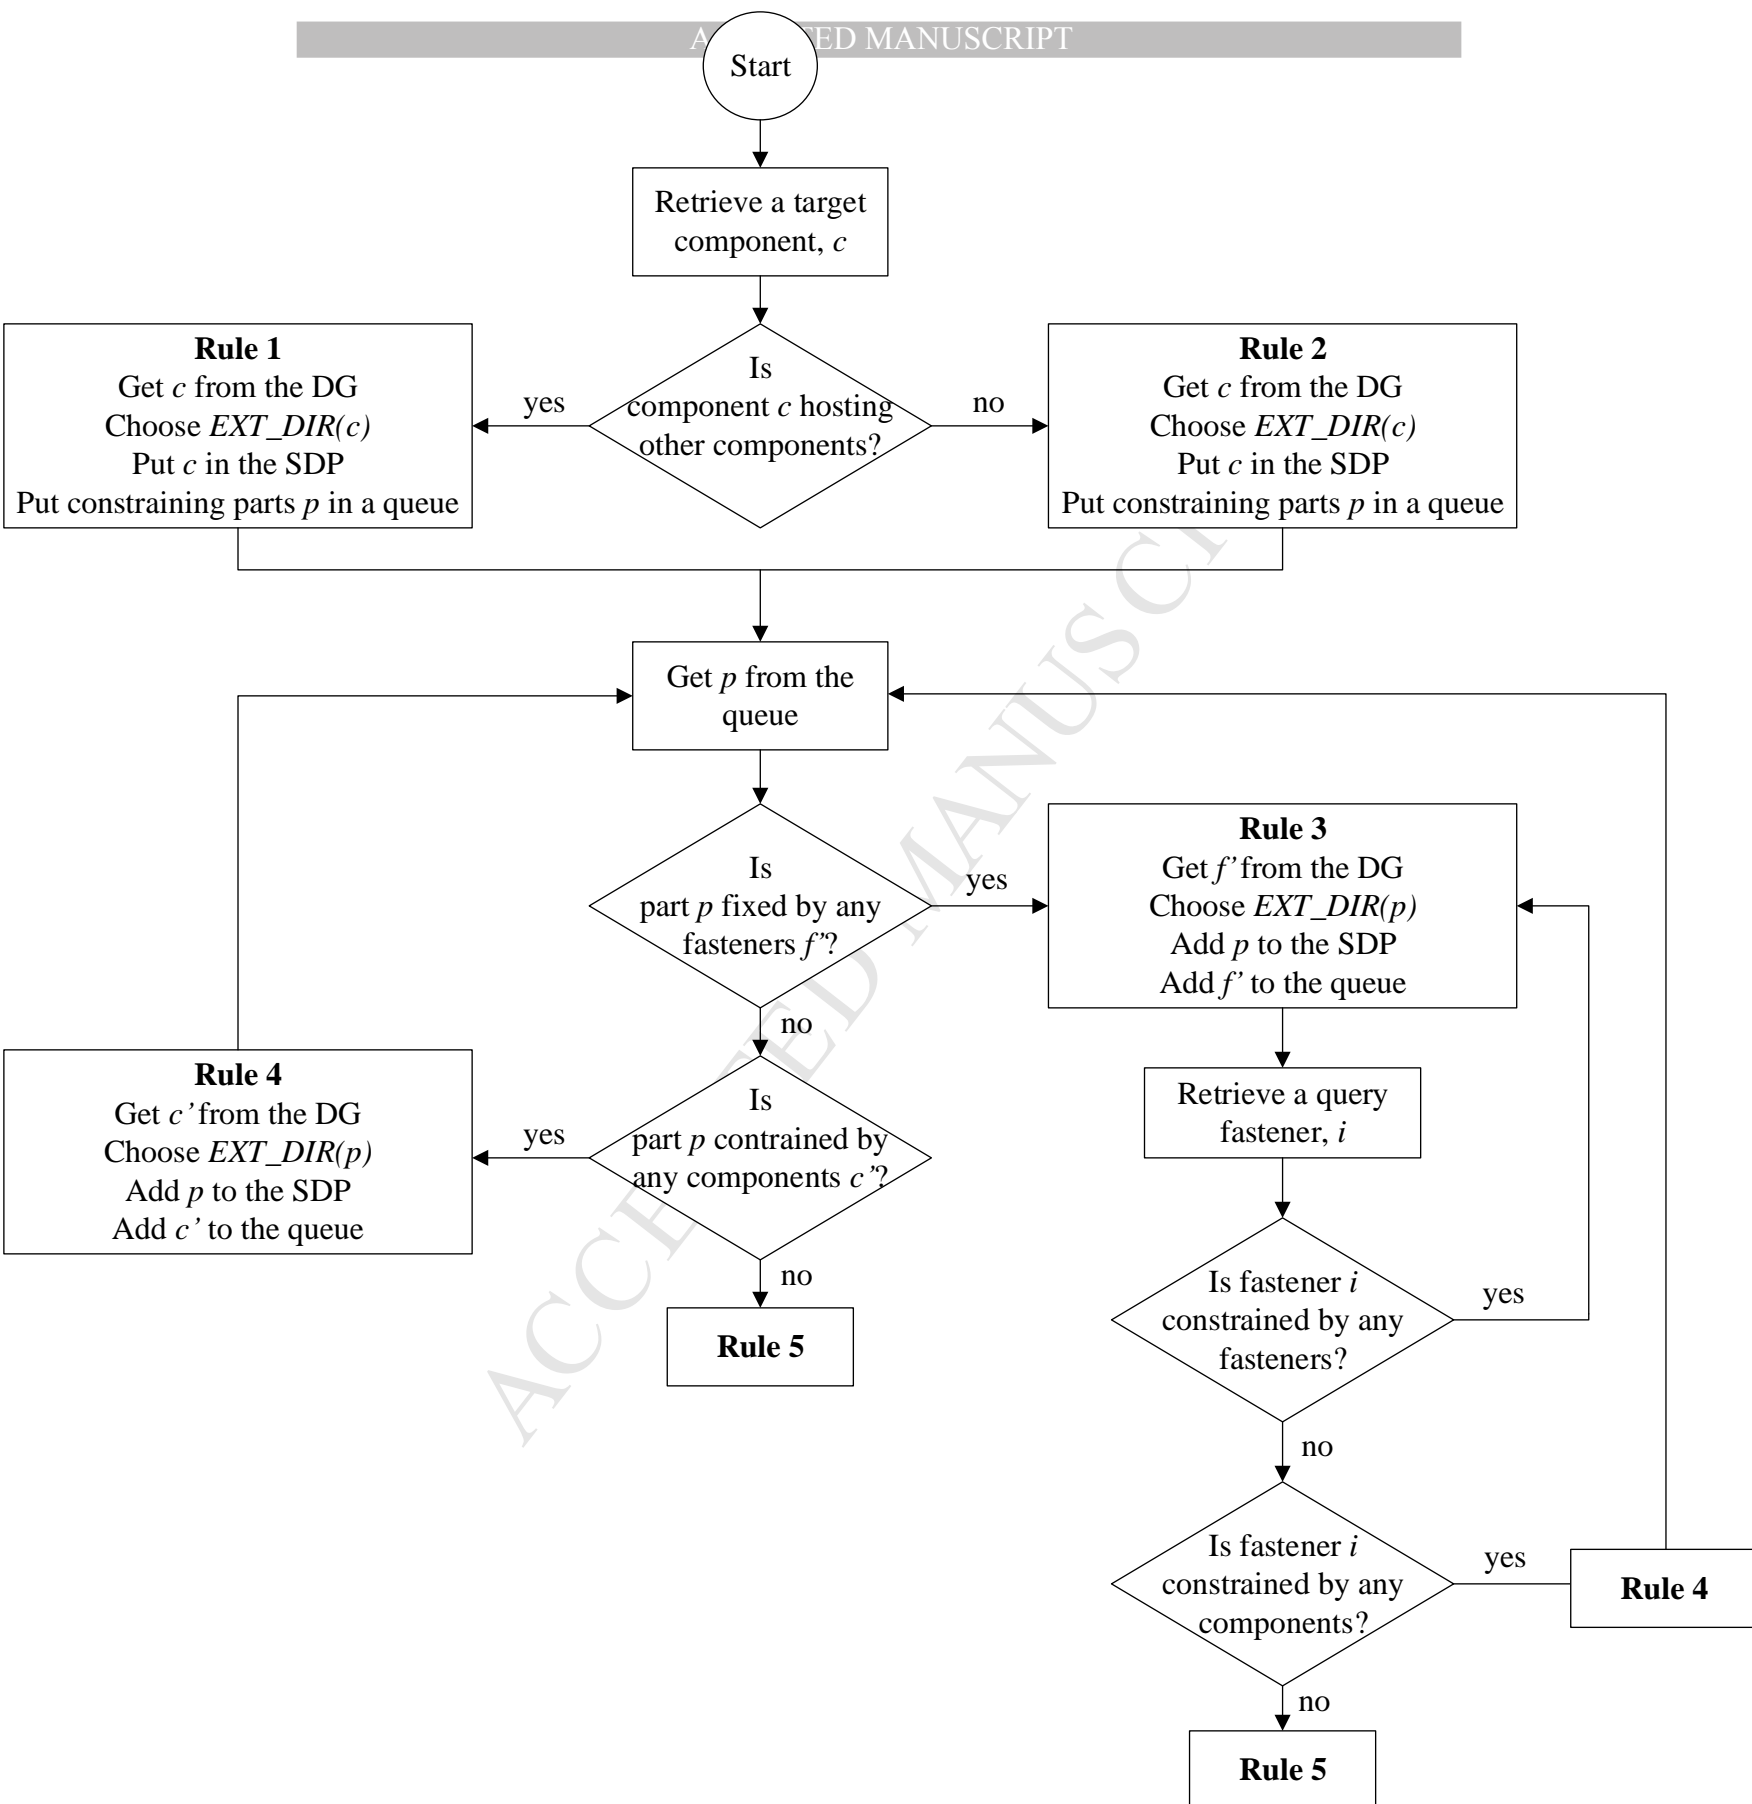 ACCEPTED MANUSCRIPT
Start
Retrieve a target
component, c
Rule 1
Get c from the DG
Choose EXT_DIR(c)
Put c in the SDP
Put constraining parts p in a queue
yes
Is
component c hosting
other components?
no
Rule 2
Get c from the DG
Choose EXT_DIR(c)
Put c in the SDP
Put constraining parts p in a queue
Get p from the
queue
Is
part p fixed by any
fasteners f’?
yes
Rule 3
Get f’ from the DG
Choose EXT_DIR(p)
Add p to the SDP
Add f’ to the queue
no
Rule 4
Get c’ from the DG
Choose EXT_DIR(p)
Add p to the SDP
Add c’ to the queue
yes
Is
part p contrained by
any components c’?
Retrieve a query
fastener, i
no
Rule 5
Is fastener i
constrained by any
fasteners?
yes
no
Is fastener i
constrained by any
components?
yes
Rule 4
no
Rule 5
ACCEPTED MANUSCRIPT